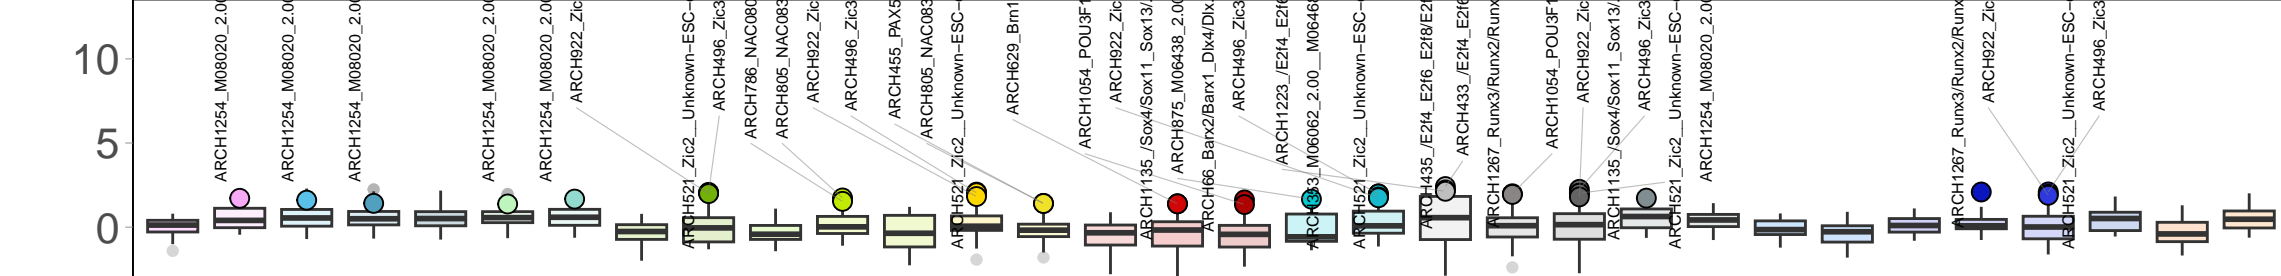 10
5
0
ARCH1254_M08020_2.00
ARCH1254_M08020_2.00
ARCH1254_M08020_2.00
ARCH1254_M08020_2.00
ARCH1254_M08020_2.00
ARCH922_Zic
ARCH521_Zic2__Unknown−ESC−
ARCH496_Zic3
ARCH786_NAC080
ARCH805_NAC083
ARCH922_Zic
ARCH496_Zic3
ARCH455_PAX5
ARCH805_NAC083
ARCH521_Zic2__Unknown−ESC−
ARCH629_Brn1
ARCH1054_POU3F1
ARCH922_Zic
ARCH1135_/Sox4/Sox11_Sox13/
ARCH875_M06438_2.00
ARCH66_Barx2/Barx1_Dlx4/Dlx
ARCH496_Zic3
ARCH1223_/E2f4_E2f6
ARCH353_M06062_2.00__M0646
ARCH521_Zic2__Unknown−ESC−
ARCH435_/E2f4_E2f6_E2f8/E2f
ARCH433_/E2f4_E2f6
ARCH1267_Runx3/Runx2/Runx
ARCH1054_POU3F1
ARCH922_Zic
ARCH1135_/Sox4/Sox11_Sox13/
ARCH496_Zic3
ARCH521_Zic2__Unknown−ESC−
ARCH1254_M08020_2.00
ARCH1267_Runx3/Runx2/Runx
ARCH922_Zic
ARCH521_Zic2__Unknown−ESC−
ARCH496_Zic3